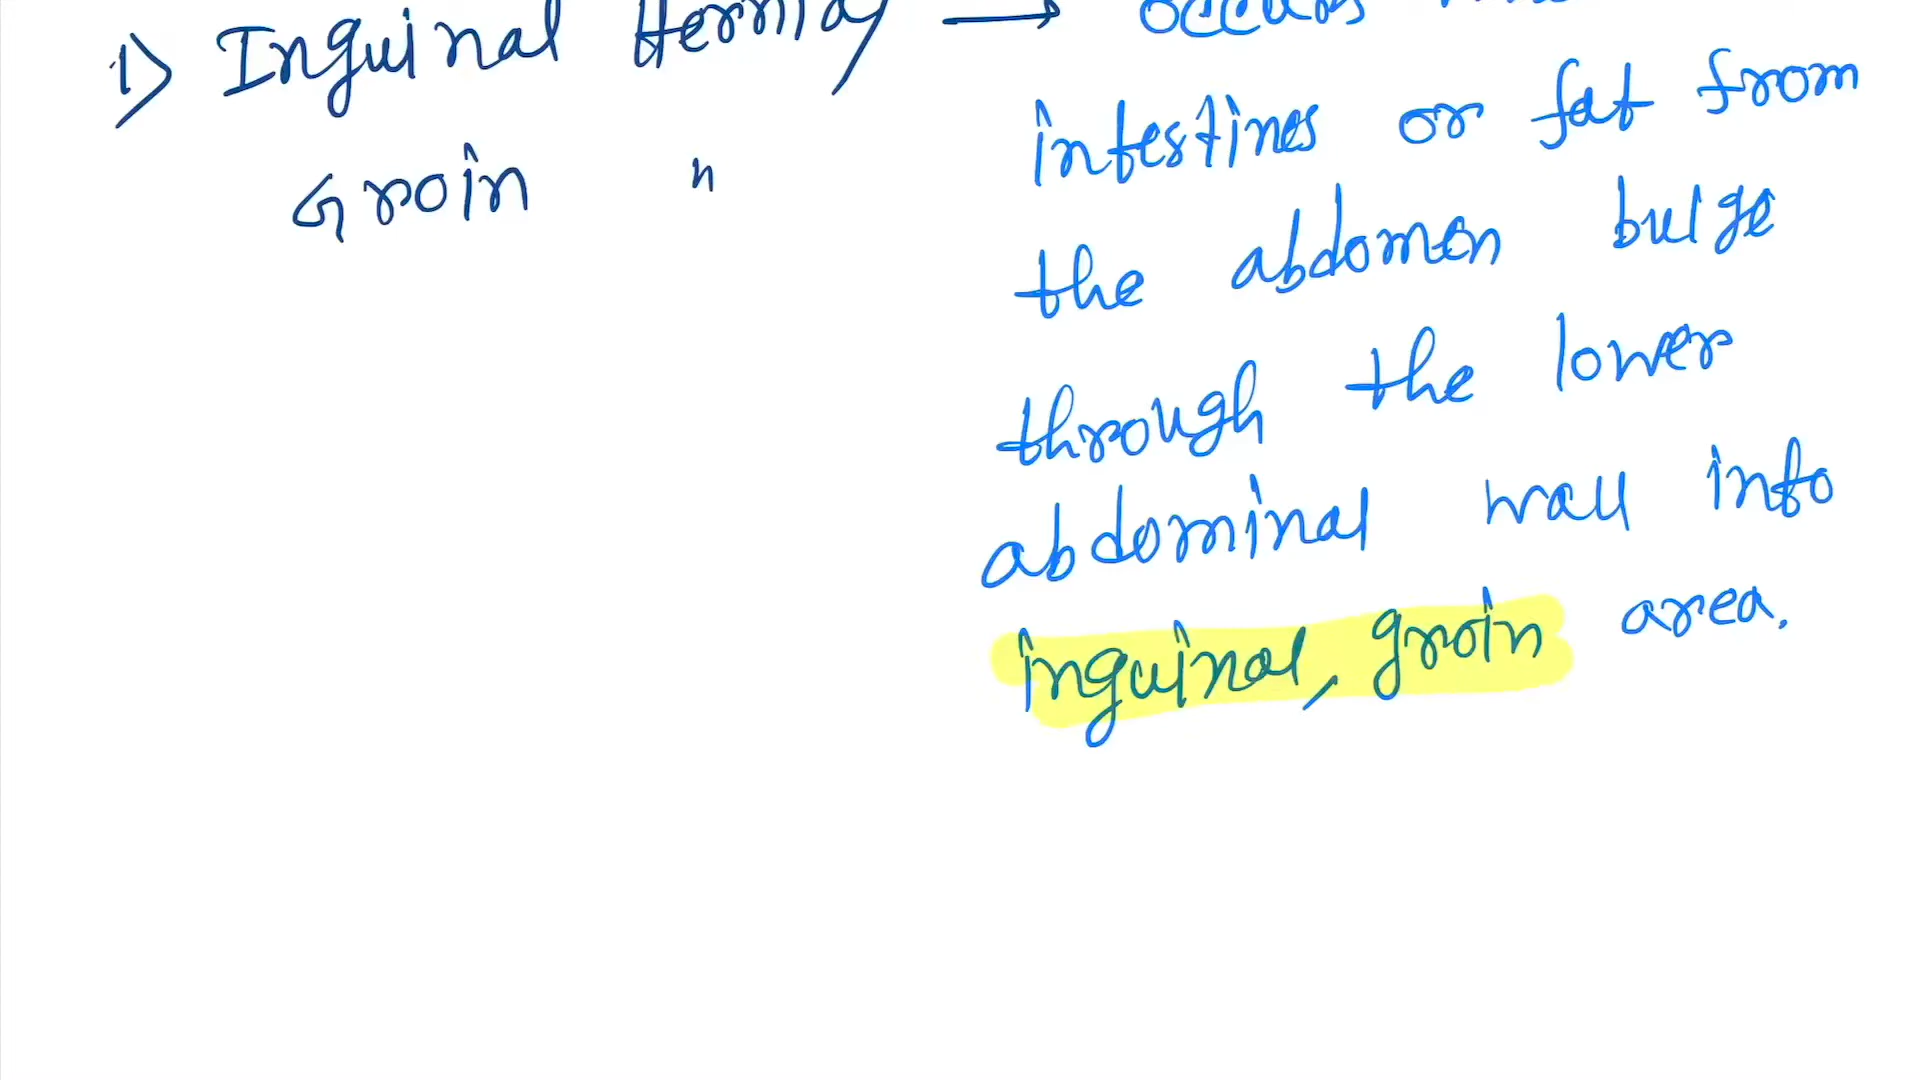 1) Inguinal Hernia, → occurs
Groin "
intestines or fat from
the abdomen bulge
through the lower
abdominal wall into
inguinal, groin area.